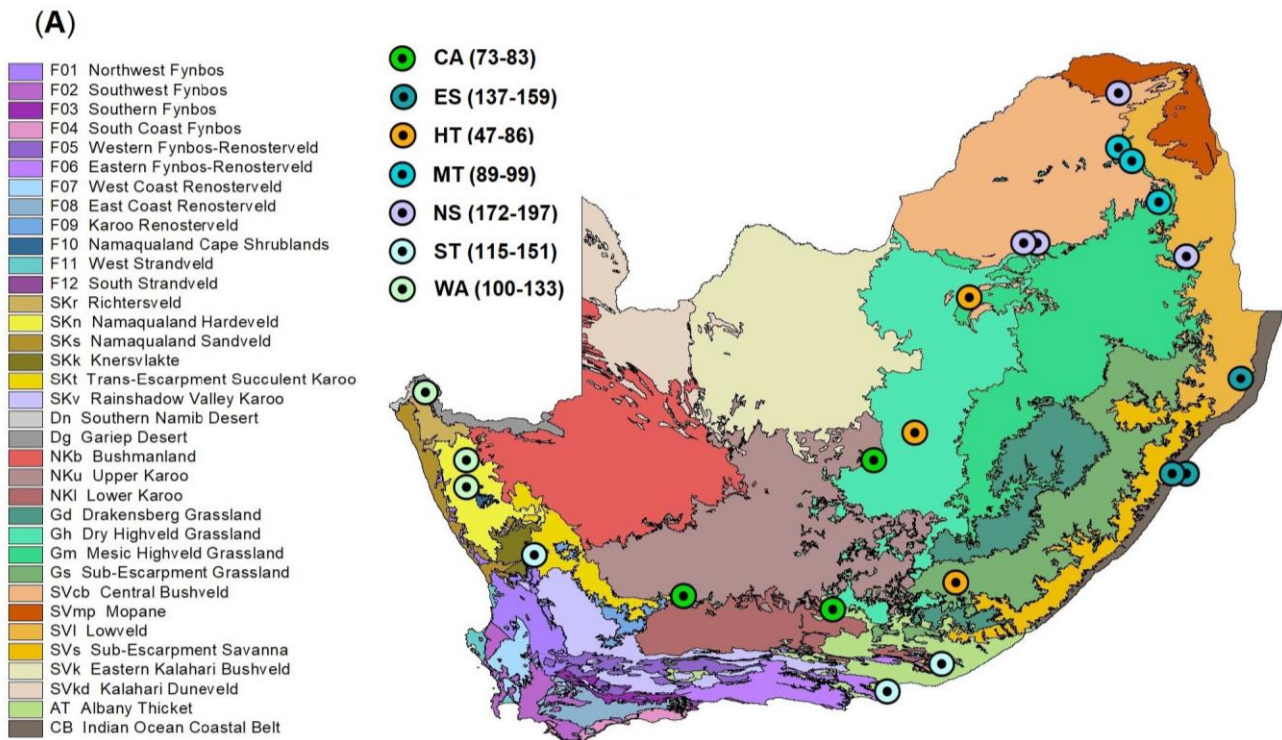 (A)
F01 Northwest Fynbos
F02 Southwest Fynbos
F03 Southern Fynbos
F04 South Coast Fynbos
F05 Western Fynbos-Renosterveld
F06 Eastern Fynbos-Renosterveld
F07 West Coast Renosterveld
F08 East Coast Renosterveld
F09 Karoo Renosterveld
F10 Namaqualand Cape Shrublands
F11 West Strandveld
F12 South Strandveld
SKr Richtersveld
SKn Namaqualand Hardeveld
SKs Namaqualand Sandveld
SKk Knersvlakte
SKt Trans-Escarpment Succulent Karoo
SKv Rainshadow Valley Karoo
Dn Southern Namib Desert
Dg Gariep Desert
NKb Bushmanland
NKu Upper Karoo
NKl Lower Karoo
Gd Drakensberg Grassland
Gh Dry Highveld Grassland
Gm Mesic Highveld Grassland
Gs Sub-Escarpment Grassland
SVcb Central Bushveld
SVmp Mopane
SVl Lowveld
SVs Sub-Escarpment Savanna
SVk Eastern Kalahari Bushveld
SVkd Kalahari Duneveld
AT Albany Thicket
CB Indian Ocean Coastal Belt
CA (73-83)
ES (137-159)
HT (47-86)
MT (89-99)
NS (172-197)
ST (115-151)
WA (100-133)